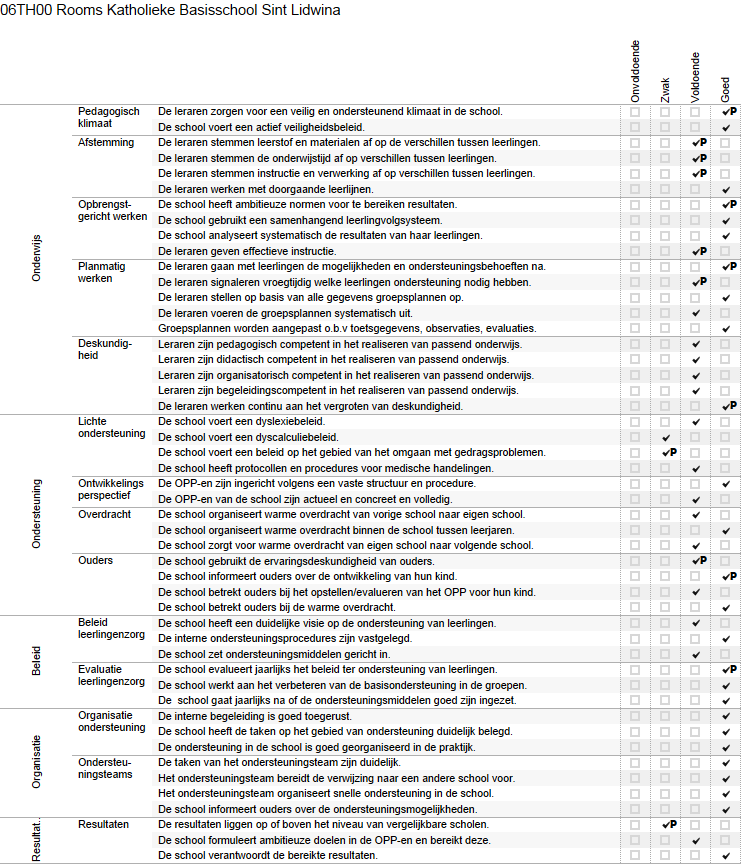 06TH00 Rooms Katholieke Basisschool Sint Lidwina
Onvoldoende
Zwak
Voldoende
Goed
Onderwijs
Pedagogisch klimaat
De leraren zorgen voor een veilig en ondersteunend klimaat in de school. P
De school voert een actief veiligheidsbeleid.
Afstemming
De leraren stemmen leerstof en materialen af op de verschillen tussen leerlingen. P
De leraren stemmen de onderwijstijd af op verschillen tussen leerlingen. P
De leraren stemmen instructie en verwerking af op verschillen tussen leerlingen. P
De leraren werken met doorgaande leerlijnen.
Opbrengst-
gericht werken
De school heeft ambitieuze normen voor te bereiken resultaten. P
De school gebruikt een samenhangend leerlingvolgsysteem.
De school analyseert systematisch de resultaten van haar leerlingen.
De leraren geven effectieve instructie. P
Planmatig
werken
De leraren gaan met leerlingen de mogelijkheden en ondersteuningsbehoeften na. P
De leraren signaleren vroegtijdig welke leerlingen ondersteuning nodig hebben. P
De leraren stellen op basis van alle gegevens groepsplannen op.
De leraren voeren de groepsplannen systematisch uit.
Groepsplannen worden aangepast o.b.v toetsgegevens, observaties, evaluaties.
Deskundig-
heid
Leraren zijn pedagogisch competent in het realiseren van passend onderwijs.
Leraren zijn didactisch competent in het realiseren van passend onderwijs.
Leraren zijn organisatorisch competent in het realiseren van passend onderwijs.
Leraren zijn begeleidingscompetent in het realiseren van passend onderwijs.
De leraren werken continu aan het vergroten van deskundigheid. P
Ondersteuning
Lichte
ondersteuning
De school voert een dyslexiebeleid.
De school voert een dyscalculiebeleid.
De school voert een beleid op het gebied van het omgaan met gedragsproblemen. P
De school heeft protocollen en procedures voor medische handelingen.
Ontwikkelings
perspectief
De OPP-en zijn ingericht volgens een vaste structuur en procedure.
De OPP-en van de school zijn actueel en concreet en volledig.
Overdracht
De school organiseert warme overdracht van vorige school naar eigen school.
De school organiseert warme overdracht binnen de school tussen leerjaren.
De school zorgt voor warme overdracht van eigen school naar volgende school.
Ouders
De school gebruikt de ervaringsdeskundigheid van ouders. P
De school informeert ouders over de ontwikkeling van hun kind. P
De school betrekt ouders bij het opstellen/evalueren van het OPP voor hun kind.
De school betrekt ouders bij de warme overdracht.
Beleid
Beleid
leerlingenzorg
De school heeft een duidelijke visie op de ondersteuning van leerlingen.
De interne ondersteuningsprocedures zijn vastgelegd.
De school zet ondersteuningsmiddelen gericht in.
Evaluatie
leerlingenzorg
De school evalueert jaarlijks het beleid ter ondersteuning van leerlingen. P
De school werkt aan het verbeteren van de basisondersteuning in de groepen.
De school gaat jaarlijks na of de ondersteuningsmiddelen goed zijn ingezet.
Organisatie
Organisatie
ondersteuning
De interne begeleiding is goed toegerust.
De school heeft de taken op het gebied van ondersteuning duidelijk belegd.
De ondersteuning in de school is goed georganiseerd in de praktijk.
Ondersteu-
ningsteams
De taken van het ondersteuningsteam zijn duidelijk.
Het ondersteuningsteam bereidt de verwijzing naar een andere school voor.
Het ondersteuningsteam organiseert snelle ondersteuning in de school.
De school informeert ouders over de ondersteuningsmogelijkheden.
Resultat..
Resultaten
De resultaten liggen op of boven het niveau van vergelijkbare scholen. P
De school formuleert ambitieuze doelen in de OPP-en en bereikt deze.
De school verantwoordt de bereikte resultaten.